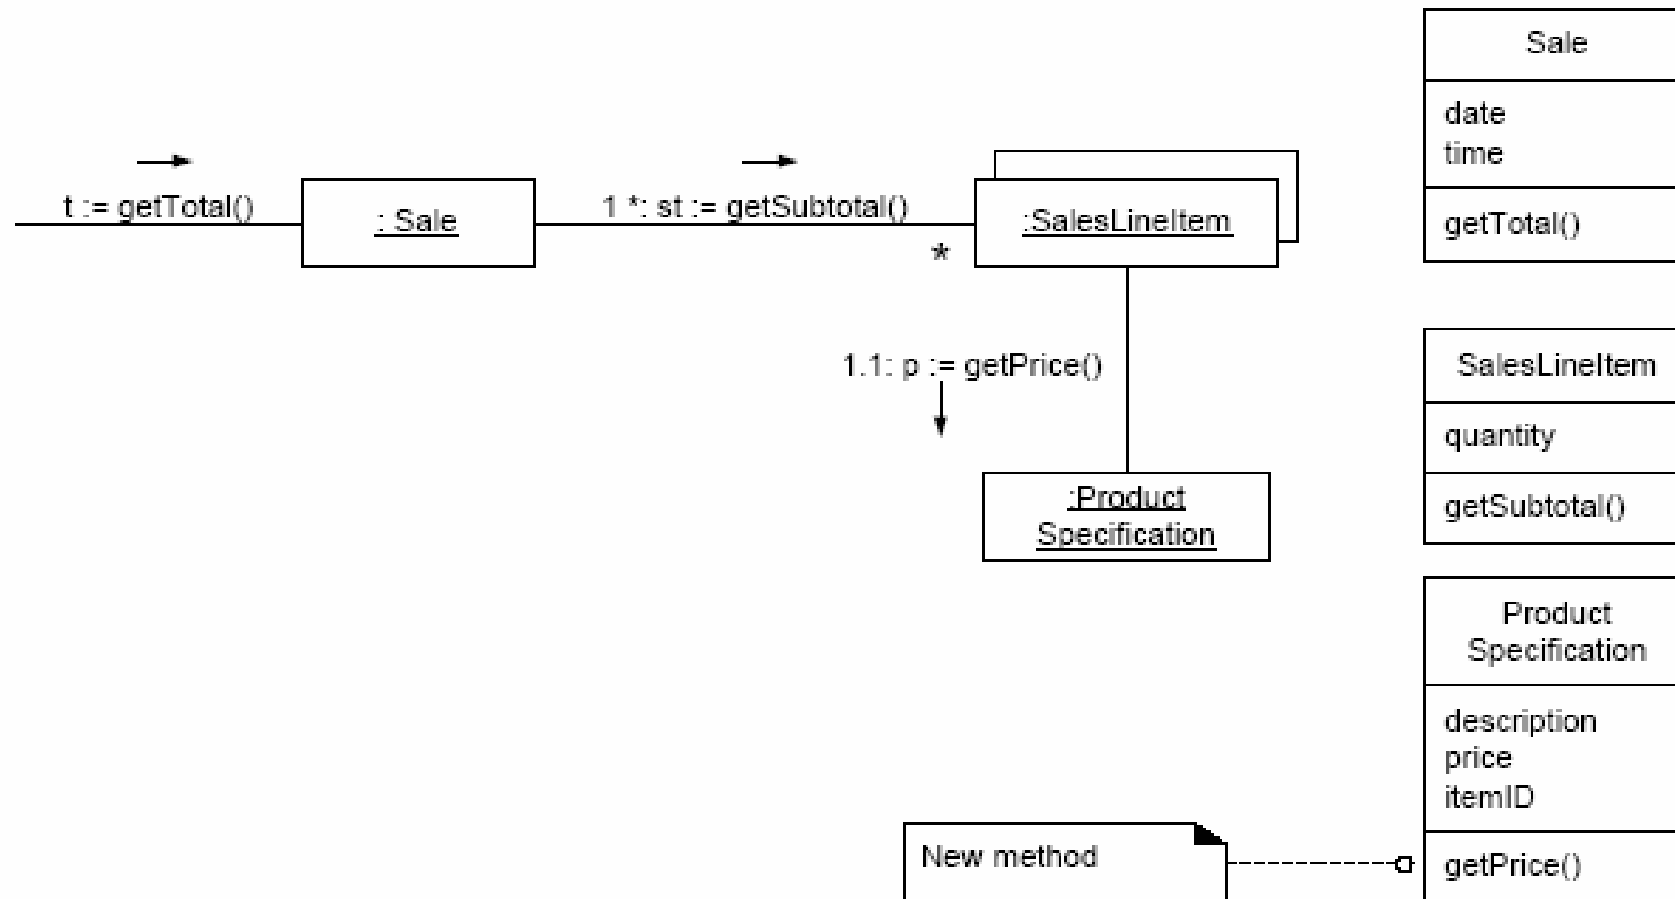 t := getTotal()
: Sale
1 *: st := getSubtotal()
:SalesLineItem
*
1.1: p := getPrice()
:Product
Specification
New method
Sale
date
time
getTotal()
SalesLineItem
quantity
getSubtotal()
Product
Specification
description
price
itemID
getPrice()